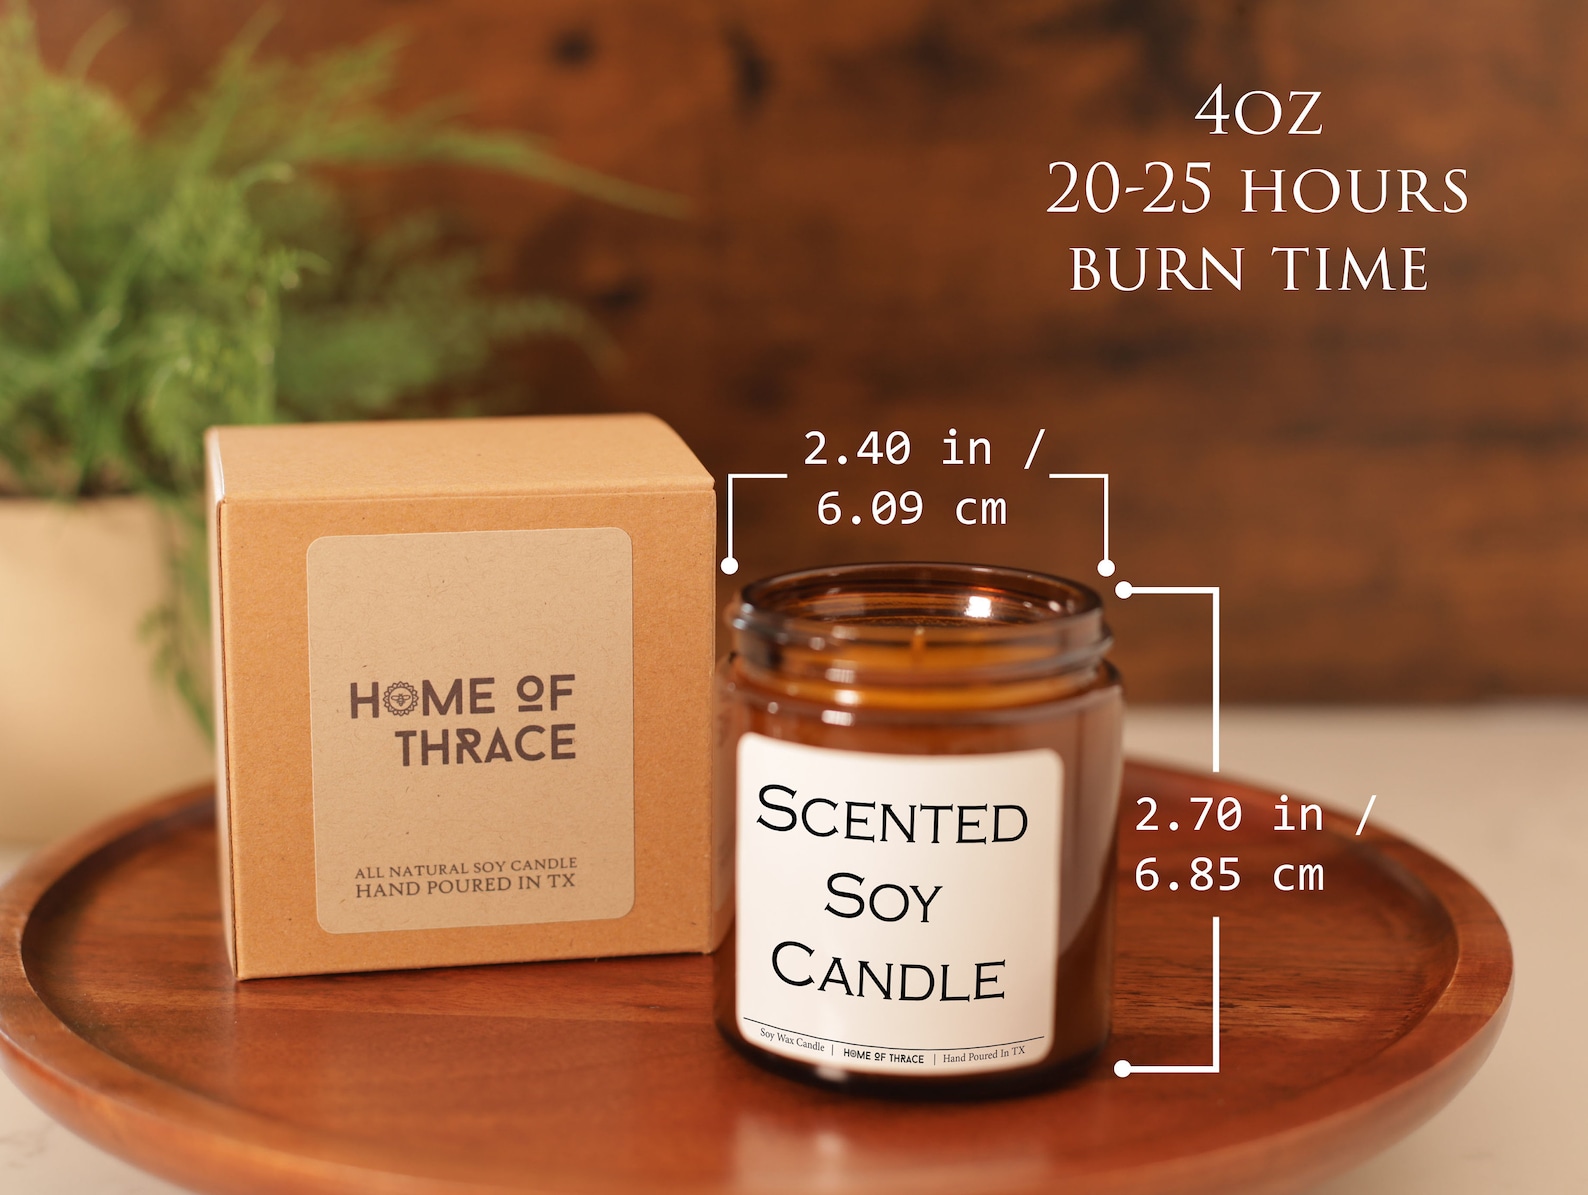 4OZ
20-25 HOURS
BURN TIME
2.40 in /
6.09 cm
HOME OF
THRACE
ALL NATURAL SOY CANDLE
HAND POURED IN TX
SCENTED
SOY
CANDLE
Soy Wax Candle | HOME OF THRACE | Hand Poured In TX
2.70 in /
6.85 cm